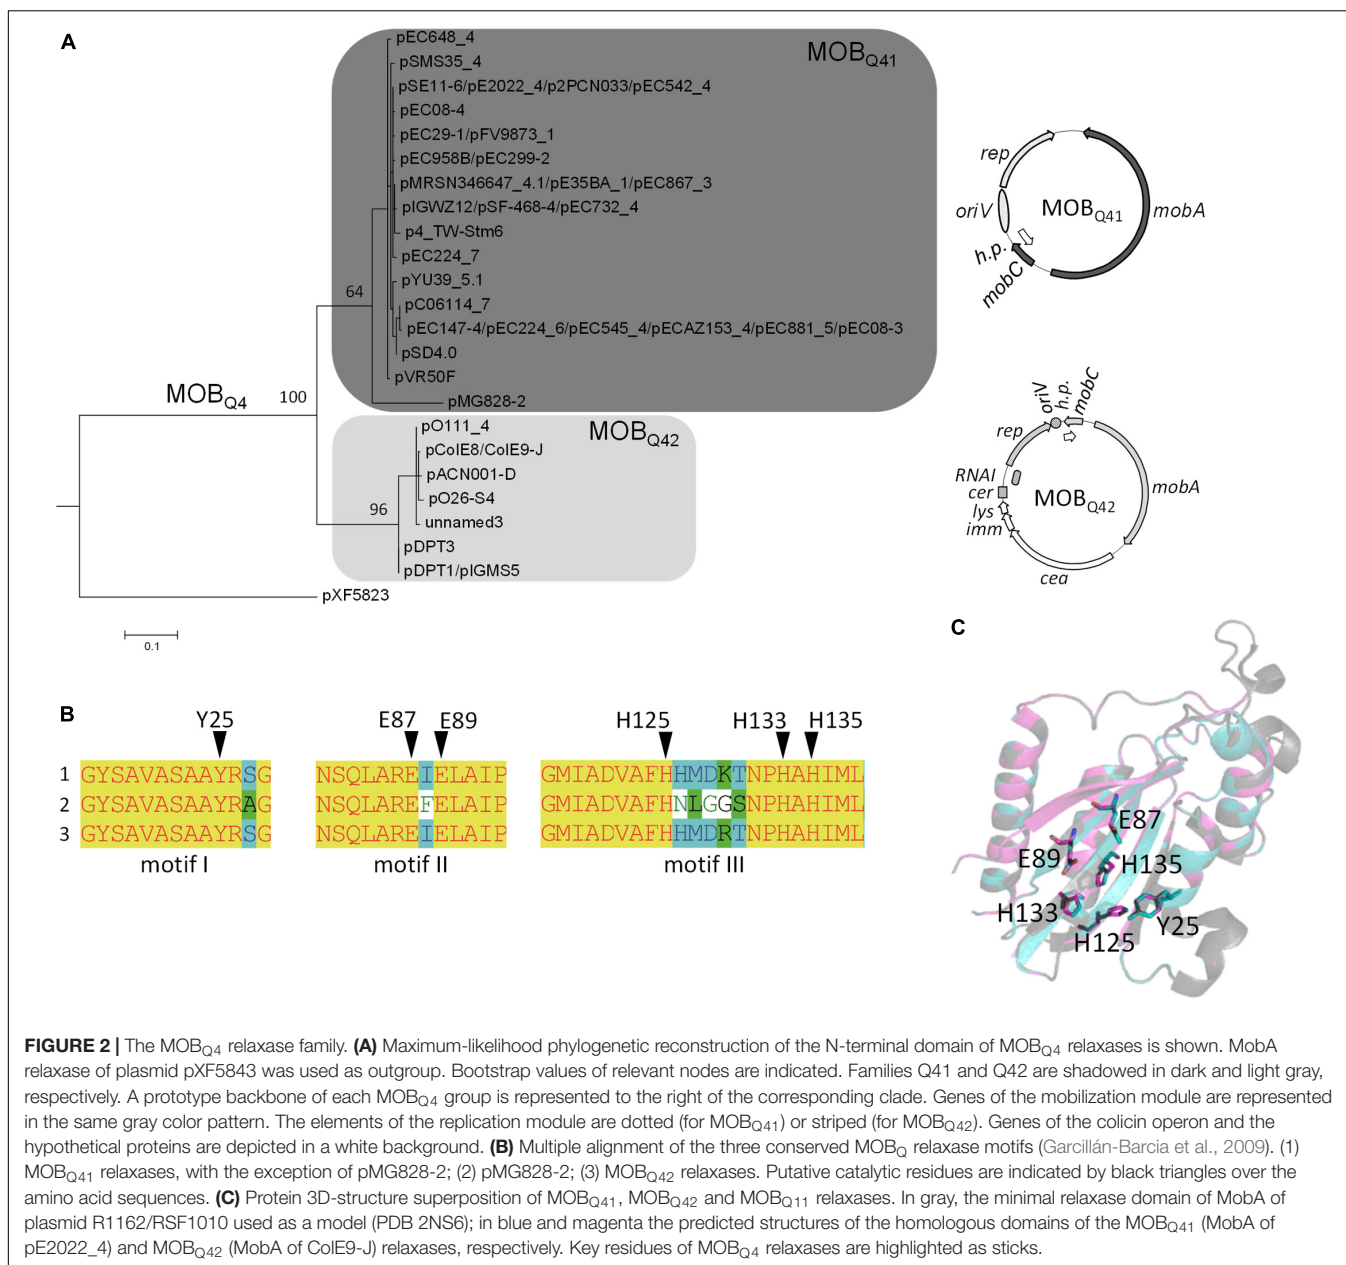 A
MOBQ41
pEC648_4
pSMS35_4
pSE11-6/pE2022_4/p2PCN033/pEC542_4
pEC08-4
pEC29-1/pFV9873_1
pEC958B/pEC299-2
pMRSN346647_4.1/pE35BA_1/pEC867_3
pIGWZ12/pSF-468-4/pEC732_4
p4_TW-Stm6
pEC224_7
pYU39_5.1
pC06114_7
pEC147-4/pEC224_6/pEC545_4/pECAZ153_4/pEC881_5/pEC08-3
pSD4.0
pVR50F
pMG828-2
64
MOBQ4
100
MOBQ42
pO111_4
pColE8/ColE9-J
pACN001-D
pO26-S4
unnamed3
pDPT3
pDPT1/pIGMS5
96
pXF5823
0.1
rep
oriV
MOBQ41
mobA
h.p.
mobC
oriV
h.p.
mobC
rep
RNAI
cer
lys
imm
MOBQ42
mobA
cea
B
Y25
E87
E89
H125
H133
H135
1 GYSAVASAAYRSG NSQLAREIELAIP GMIADVAFHHMDKTNPHAHIML
2 GYSAVASAAYRAG NSQLAREFELAIP GMIADVAFHNLGGSNPHAHIML
3 GYSAVASAAYRSG NSQLAREIELAIP GMIADVAFHHMDRTNPHAHIML
motif I
motif II
motif III
C
E87
E89
H135
H133
H125
Y25
FIGURE 2 | The MOBQ4 relaxase family. (A) Maximum-likelihood phylogenetic reconstruction of the N-terminal domain of MOBQ4 relaxases is shown. MobA
relaxase of plasmid pXF5843 was used as outgroup. Bootstrap values of relevant nodes are indicated. Families Q41 and Q42 are shadowed in dark and light gray,
respectively. A prototype backbone of each MOBQ4 group is represented to the right of the corresponding clade. Genes of the mobilization module are represented
in the same gray color pattern. The elements of the replication module are dotted (for MOBQ41) or striped (for MOBQ42). Genes of the colicin operon and the
hypothetical proteins are depicted in a white background. (B) Multiple alignment of the three conserved MOBQ relaxase motifs (Garcillán-Barcia et al., 2009). (1)
MOBQ41 relaxases, with the exception of pMG828-2; (2) pMG828-2; (3) MOBQ42 relaxases. Putative catalytic residues are indicated by black triangles over the
amino acid sequences. (C) Protein 3D-structure superposition of MOBQ41, MOBQ42 and MOBQ11 relaxases. In gray, the minimal relaxase domain of MobA of
plasmid R1162/RSF1010 used as a model (PDB 2NS6); in blue and magenta the predicted structures of the homologous domains of the MOBQ41 (MobA of
pE2022_4) and MOBQ42 (MobA of ColE9-J) relaxases, respectively. Key residues of MOBQ4 relaxases are highlighted as sticks.